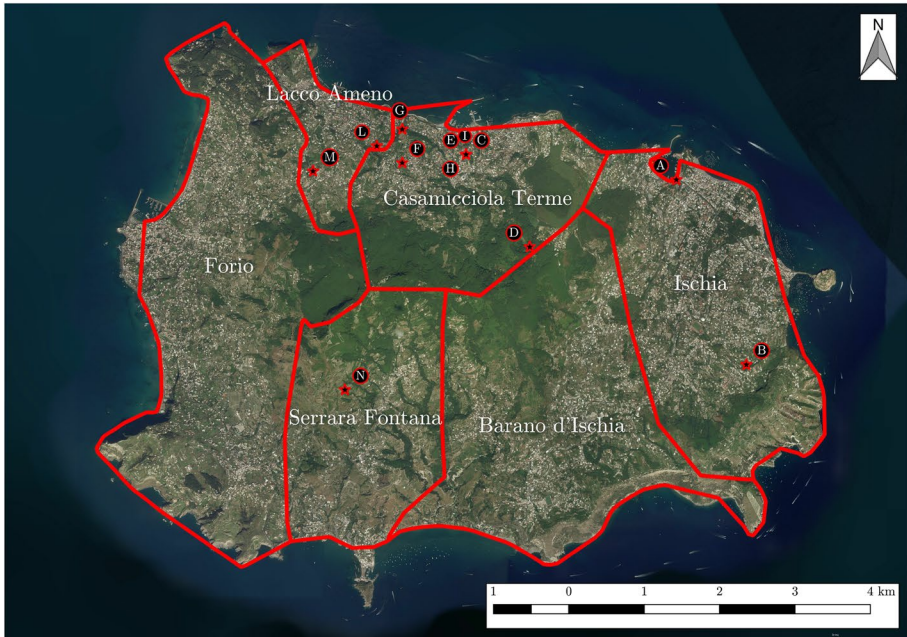 N
Lacco Ameno
G
L
E
I
C
F
M
H
A
Casamicciola Terme
D
Forio
Ischia
B
N
Serrara Fontana
Barano d'Ischia
1 0 1 2 3 4 km